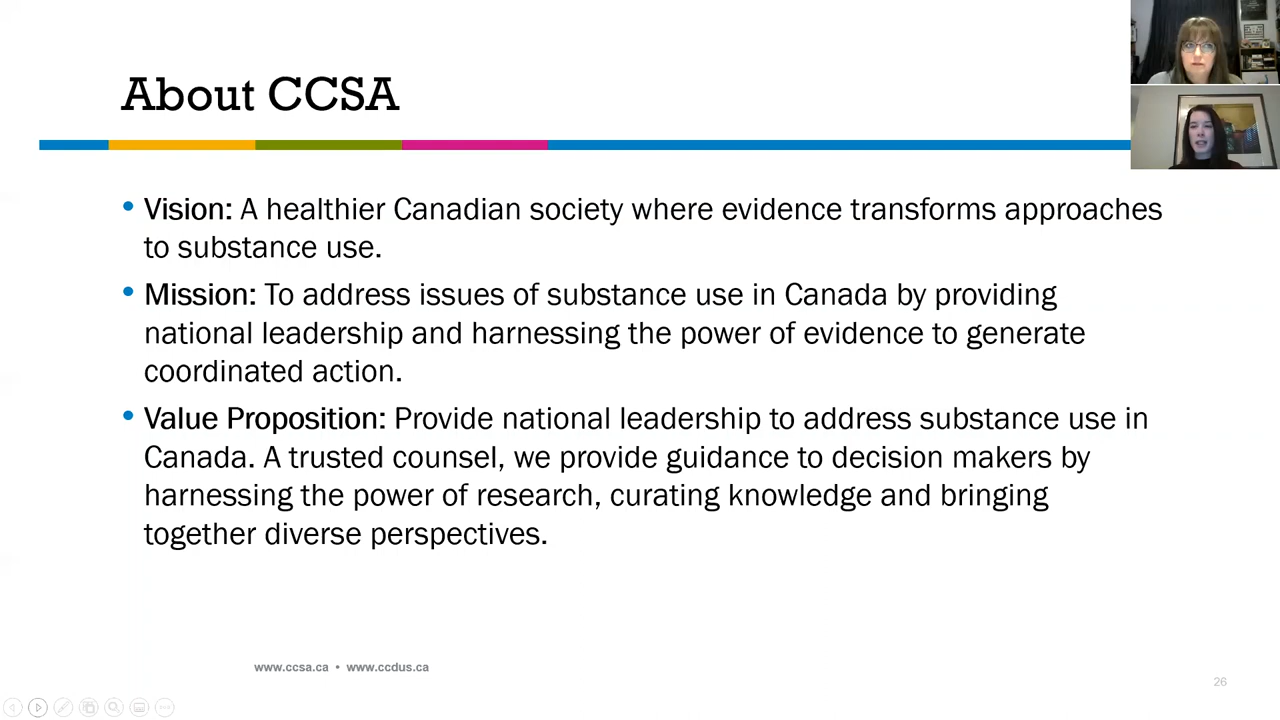 About CCSA
• Vision: A healthier Canadian society where evidence transforms approaches
to substance use.
• Mission: To address issues of substance use in Canada by providing
national leadership and harnessing the power of evidence to generate
coordinated action.
• Value Proposition: Provide national leadership to address substance use in
Canada. A trusted counsel, we provide guidance to decision makers by
harnessing the power of research, curating knowledge and bringing
together diverse perspectives.
www.ccsa.ca • www.ccdus.ca
26